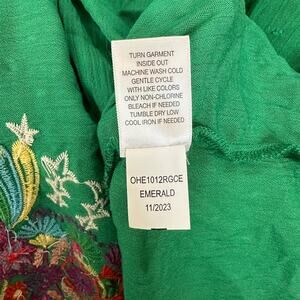 TURN GARMENT
INSIDE OUT
MACHINE WASH COLD
GENTLE CYCLE
WITH LIKE COLORS
ONLY NON-CHLORINE
BLEACH IF NEEDED
TUMBLE DRY LOW
COOL IRON IF NEEDED
OHE1012RGCE
EMERALD
11/2023